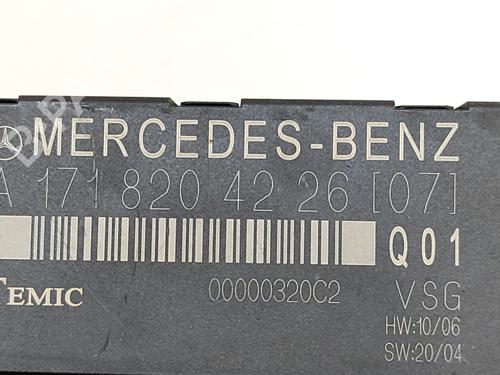 MERCEDES-BENZ
A 171 820 42 26 [07]
Q01
TEMIC 00000320C2 VSG
HW:10/06
SW:20/04